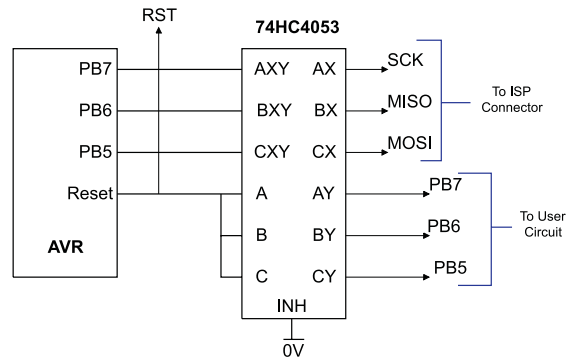 RST
74HC4053
PB7 AXY AX SCK
PB6 BXY BX MISO
PB5 CXY CX MOSI
To ISP
Connector
Reset A AY PB7
B BY PB6
C CY PB5
To User
Circuit
AVR
INH
0V